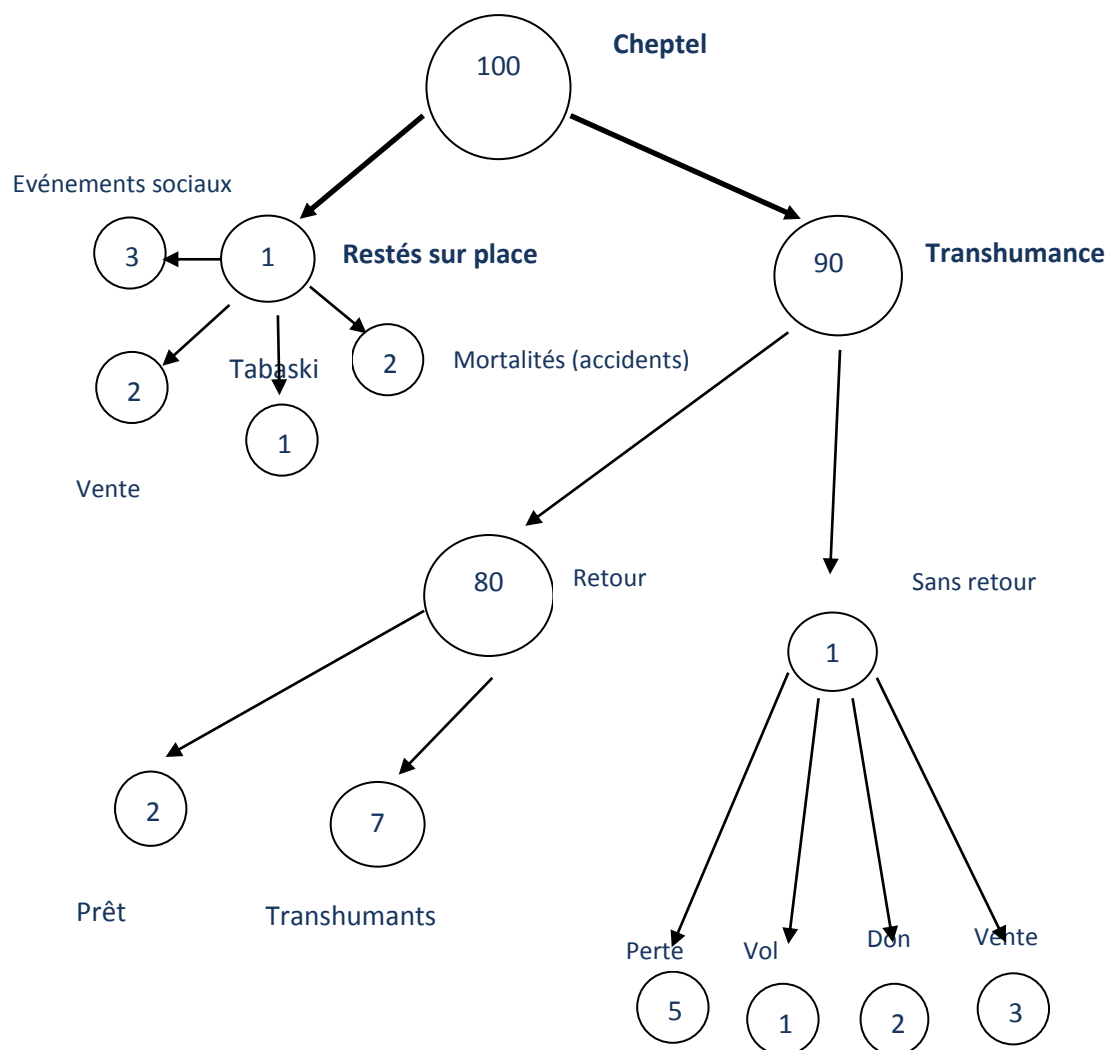 Cheptel
100
Evénements sociaux
3
1
Restés sur place
90
Transhumance
2
Tabaski
2
Mortalités (accidents)
1
Vente
80
Retour
Sans retour
1
2
7
Prêt
Transhumants
Perte
Vol
Don
Vente
5
1
2
3